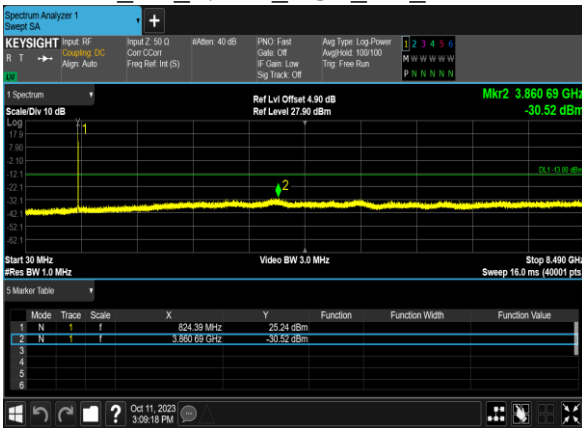 Spectrum Analyzer 1
Swept SA
KEYSIGHT Input: RF Input Z: 50 Ω #Atten: 40 dB PNO: Fast Avg Type: Log-Power 1 2 3 4 5 6
R T Coupling: DC Corr CCorr Gate: Off Avg|Hold: 100/100 M W W W W W
Align: Auto Freq Ref: Int (S) IF Gain: Low Trig: Free Run
LW Sig Track: Off P N N N N N
1 Spectrum Ref Lvl Offset 4.90 dB Mkr2 3.860 69 GHz
Scale/Div 10 dB Ref Level 27.90 dBm -30.52 dBm
Log
17.9 1
7.90
-2.10
-12.1 DL1 -13.00 dBm
-22.1 2
-32.1
-42.1
-52.1
-62.1
Start 30 MHz Video BW 3.0 MHz Stop 8.490 GHz
#Res BW 1.0 MHz Sweep 16.0 ms (40001 pts
5 Marker Table
Mode Trace Scale X Y Function Function Width Function Value
1 N 1 f 824.39 MHz 25.24 dBm
2 N 1 f 3.860 69 GHz -30.52 dBm
3
4
5
6
? Oct 11, 2023
3:09:18 PM